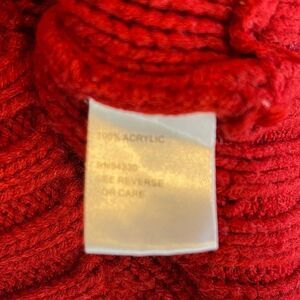 100% ACRYLIC
RN94330
SEE REVERSE
FOR CARE